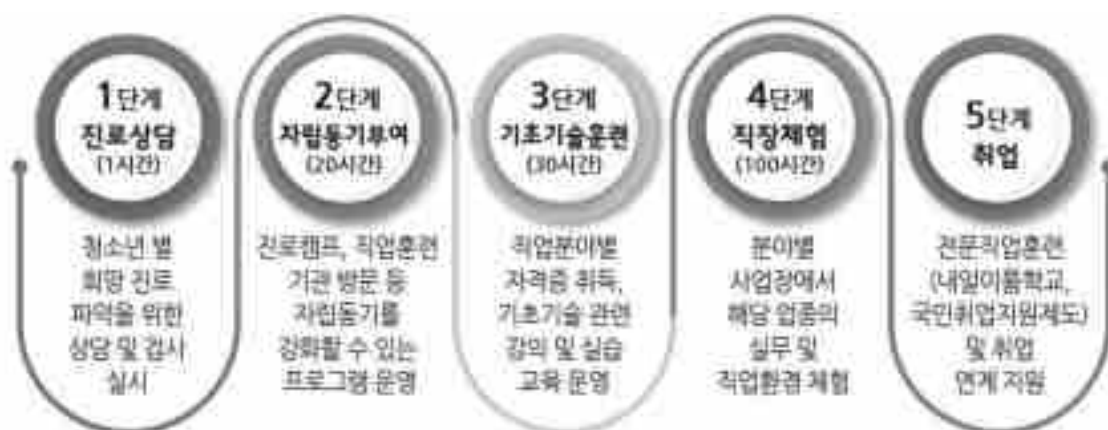 1단계
진로상담
(1시간)
청소년 별
희망 진로
파악을 위한
상담 및 검사
실시
2단계
자립동기부여
(20시간)
진로캠프, 직업훈련
기관 방문 등
자립동기를
강화할 수 있는
프로그램 운영
3단계
기초기술훈련
(30시간)
직업분야별
자격증 취득,
기초기술 관련
강의 및 실습
교육 운영
4단계
직장체험
(100시간)
분야별
사업장에서
해당 업종의
실무 및
직업환경 체험
5단계
취업
전문직업훈련
(내일이룸학교,
국민취업지원제도)
및 취업
연계 지원